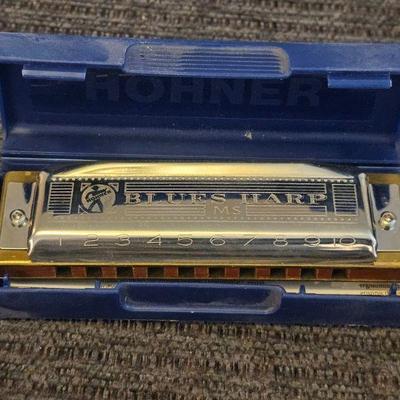 HOHNER
BLUES HARP
MS
1 2 3 4 5 6 7 8 9 10